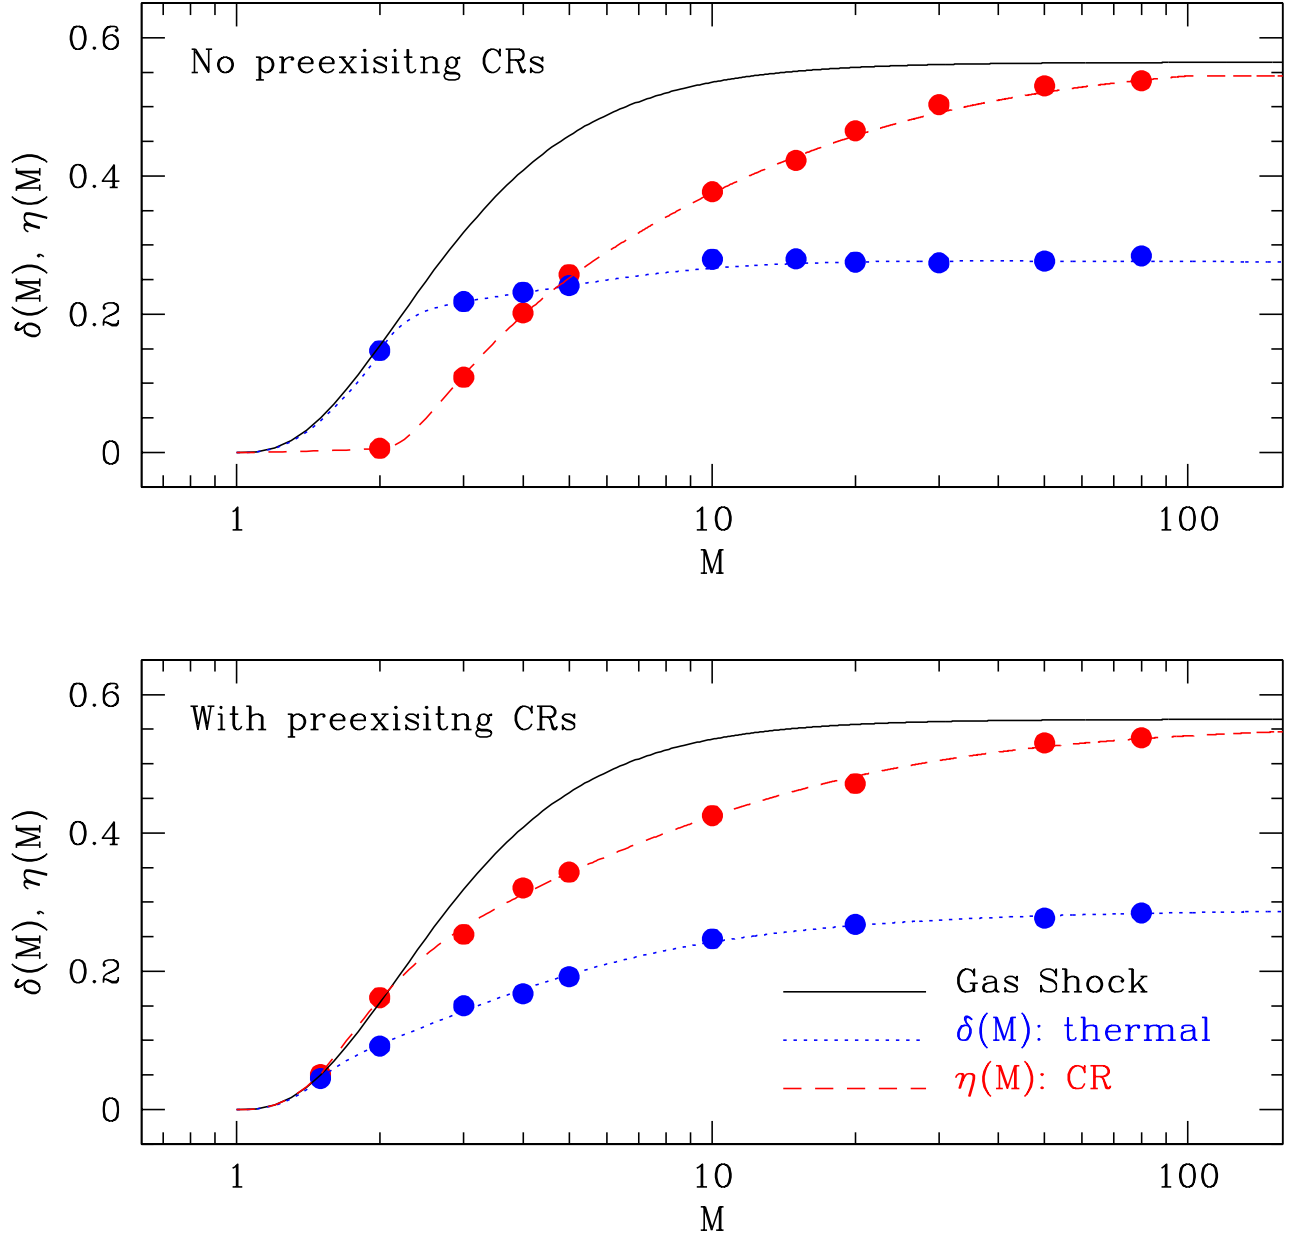 No preexisitng CRs
0.6
0.4
0.2
0
δ(M), η(M)
1 10 100
M
With preexisitng CRs
0.6
0.4
0.2
0
δ(M), η(M)
Gas Shock
δ(M): thermal
η(M): CR
1 10 100
M